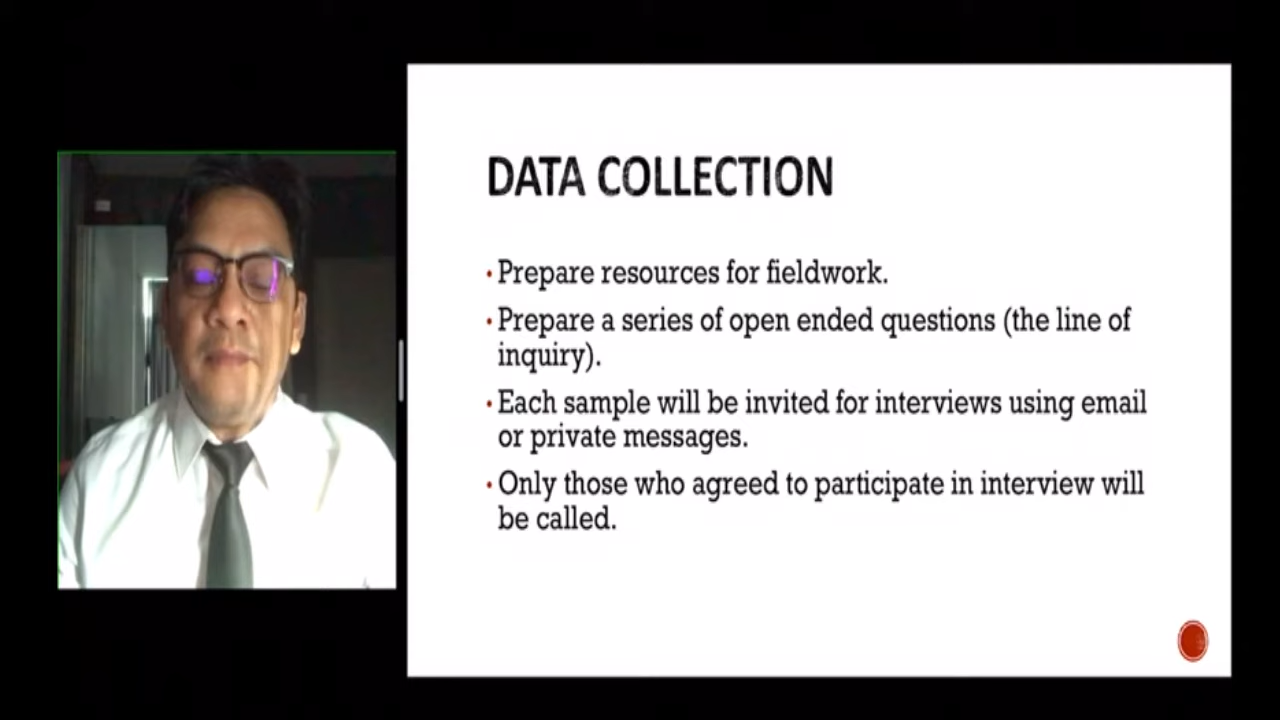 DATA COLLECTION
• Prepare resources for fieldwork.
• Prepare a series of open ended questions (the line of
inquiry).
• Each sample will be invited for interviews using email
or private messages.
• Only those who agreed to participate in interview will
be called.